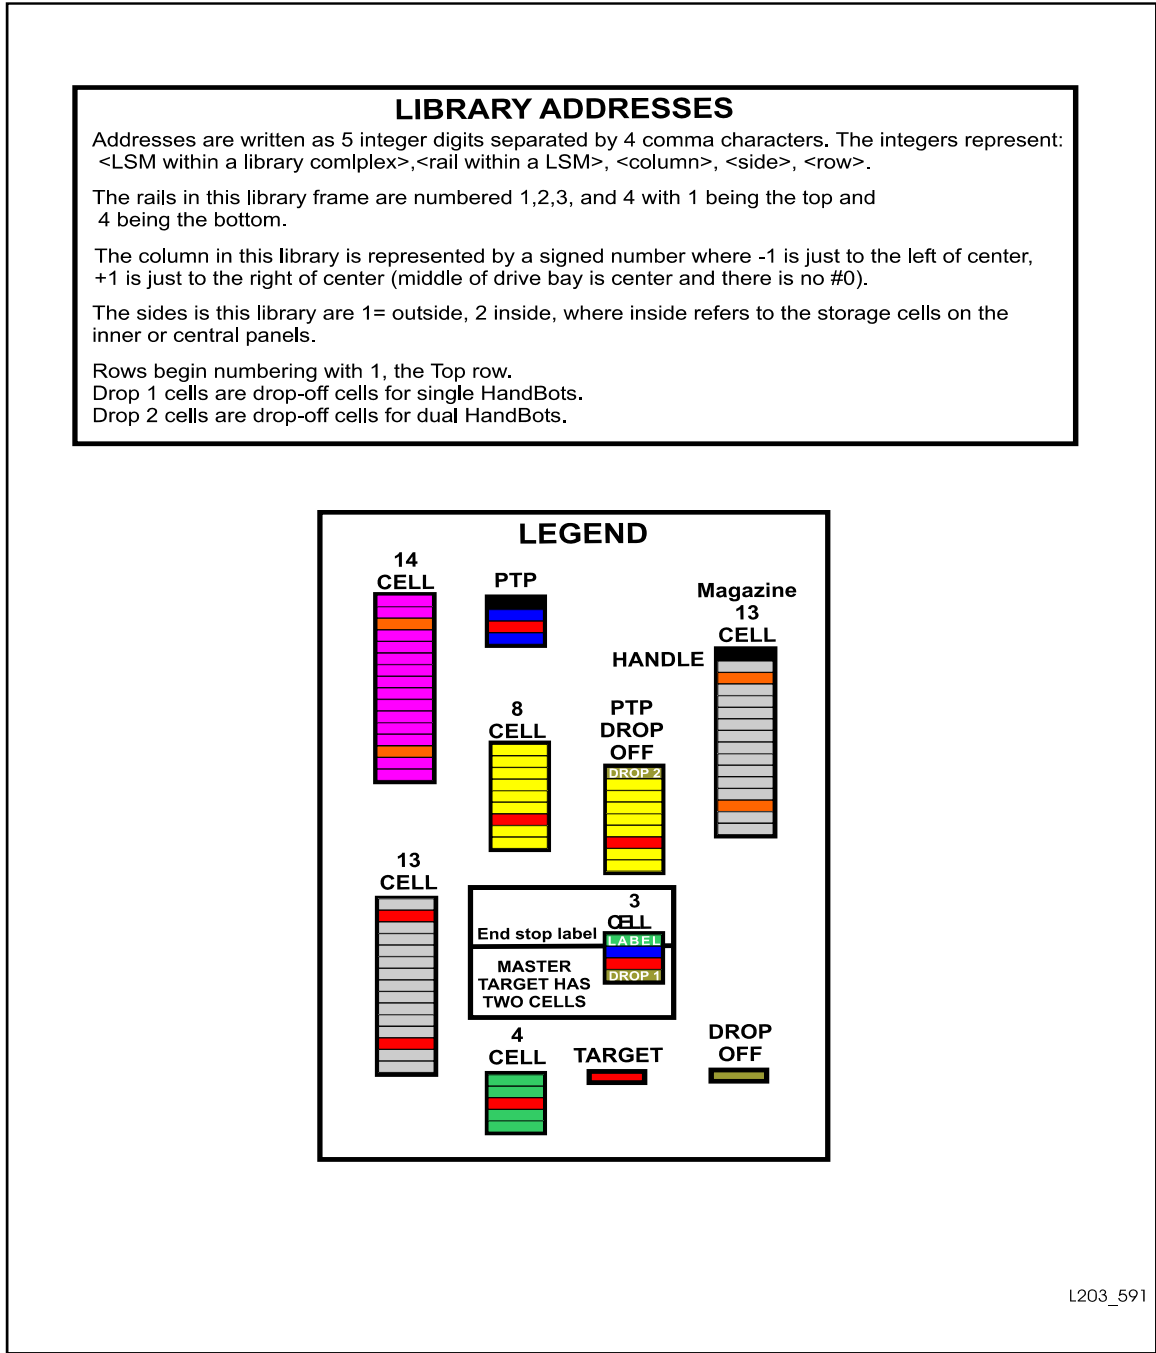 LIBRARY ADDRESSES
Addresses are written as 5 integer digits separated by 4 comma characters. The integers represent:
<LSM within a library comlplex>,<rail within a LSM>, <column>, <side>, <row>.
The rails in this library frame are numbered 1,2,3, and 4 with 1 being the top and
4 being the bottom.
The column in this library is represented by a signed number where -1 is just to the left of center,
+1 is just to the right of center (middle of drive bay is center and there is no #0).
The sides is this library are 1= outside, 2 inside, where inside refers to the storage cells on the
inner or central panels.
Rows begin numbering with 1, the Top row.
Drop 1 cells are drop-off cells for single HandBots.
Drop 2 cells are drop-off cells for dual HandBots.
LEGEND
14
CELL
PTP
Magazine
13
CELL
HANDLE
8
CELL
PTP
DROP
OFF
DROP 2
13
CELL
3
CELL
End stop label
LABEL
MASTER
TARGET HAS
TWO CELLS
DROP 1
4
CELL
TARGET
DROP
OFF
L203_591